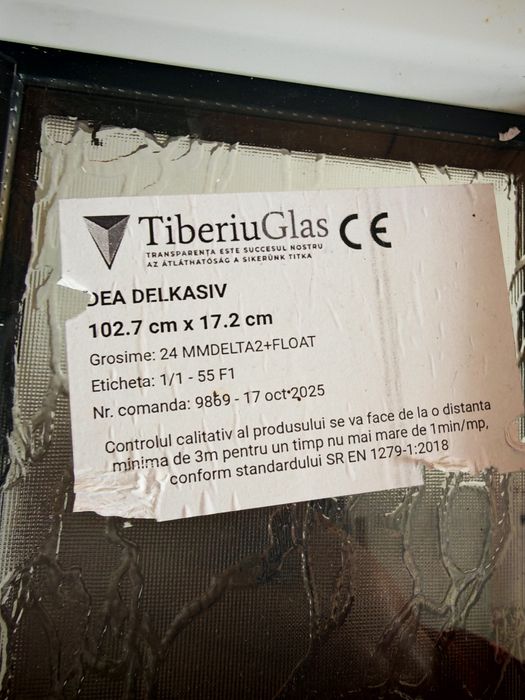 TiberiuGlas CE
TRANSPARENȚA ESTE SUCCESUL NOSTRU
AZ ÁTLÁTHATÓSÁG A SIKERÜNK TITKA
DEA DELKASIV
102.7 cm x 17.2 cm
Grosime: 24 MMDELTA2+FLOAT
Eticheta: 1/1 - 55 F1
Nr. comanda: 9869 - 17 oct 2025
Controlul calitativ al produsului se va face de la o distanta
minima de 3m pentru un timp nu mai mare de 1min/mp,
conform standardului SR EN 1279-1:2018